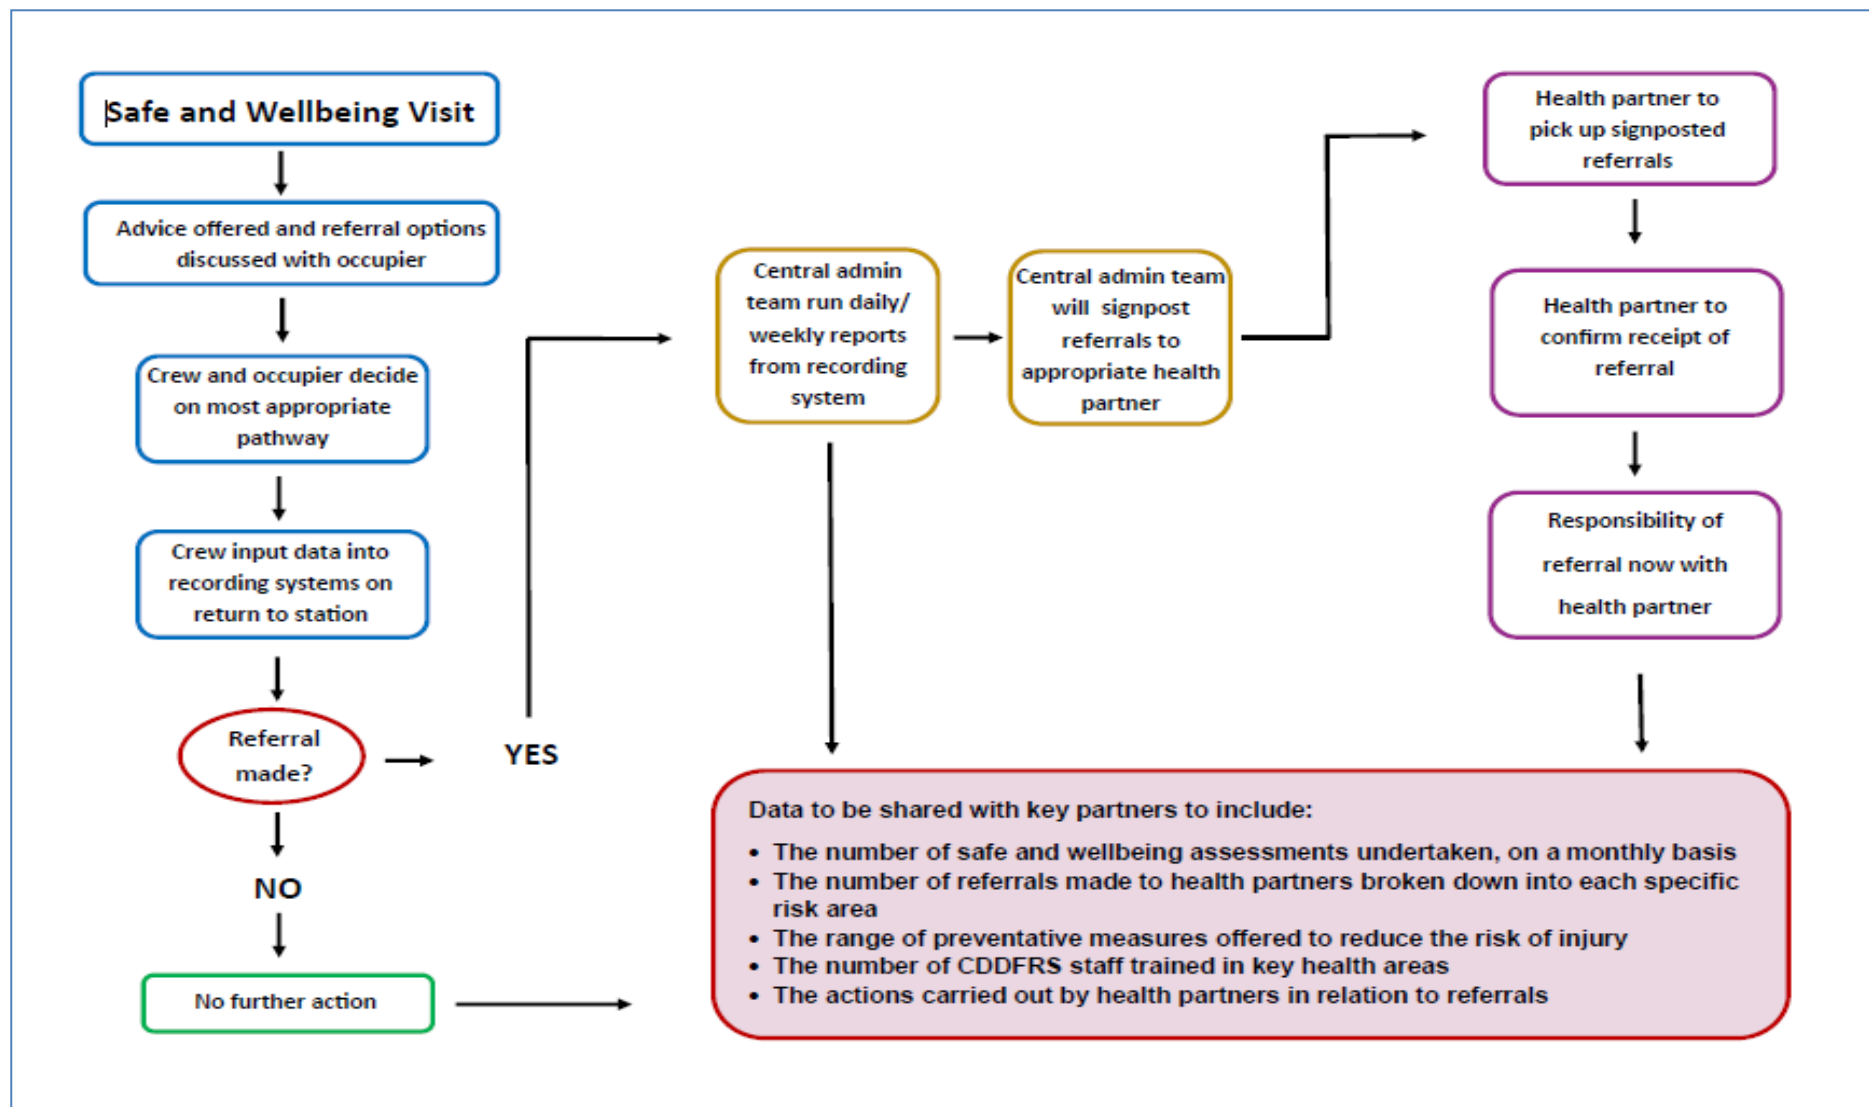 Safe and Wellbeing Visit
Advice offered and referral options
discussed with occupier
Crew and occupier decide
on most appropriate
pathway
Crew input data into
recording systems on
return to station
Referral
made?
YES
NO
No further action
Central admin
team run daily/
weekly reports
from recording
system
Central admin team
will signpost
referrals to
appropriate health
partner
Health partner to
pick up signposted
referrals
Health partner to
confirm receipt of
referral
Responsibility of
referral now with
health partner
Data to be shared with key partners to include:
• The number of safe and wellbeing assessments undertaken, on a monthly basis
• The number of referrals made to health partners broken down into each specific
risk area
• The range of preventative measures offered to reduce the risk of injury
• The number of CDDFRS staff trained in key health areas
• The actions carried out by health partners in relation to referrals